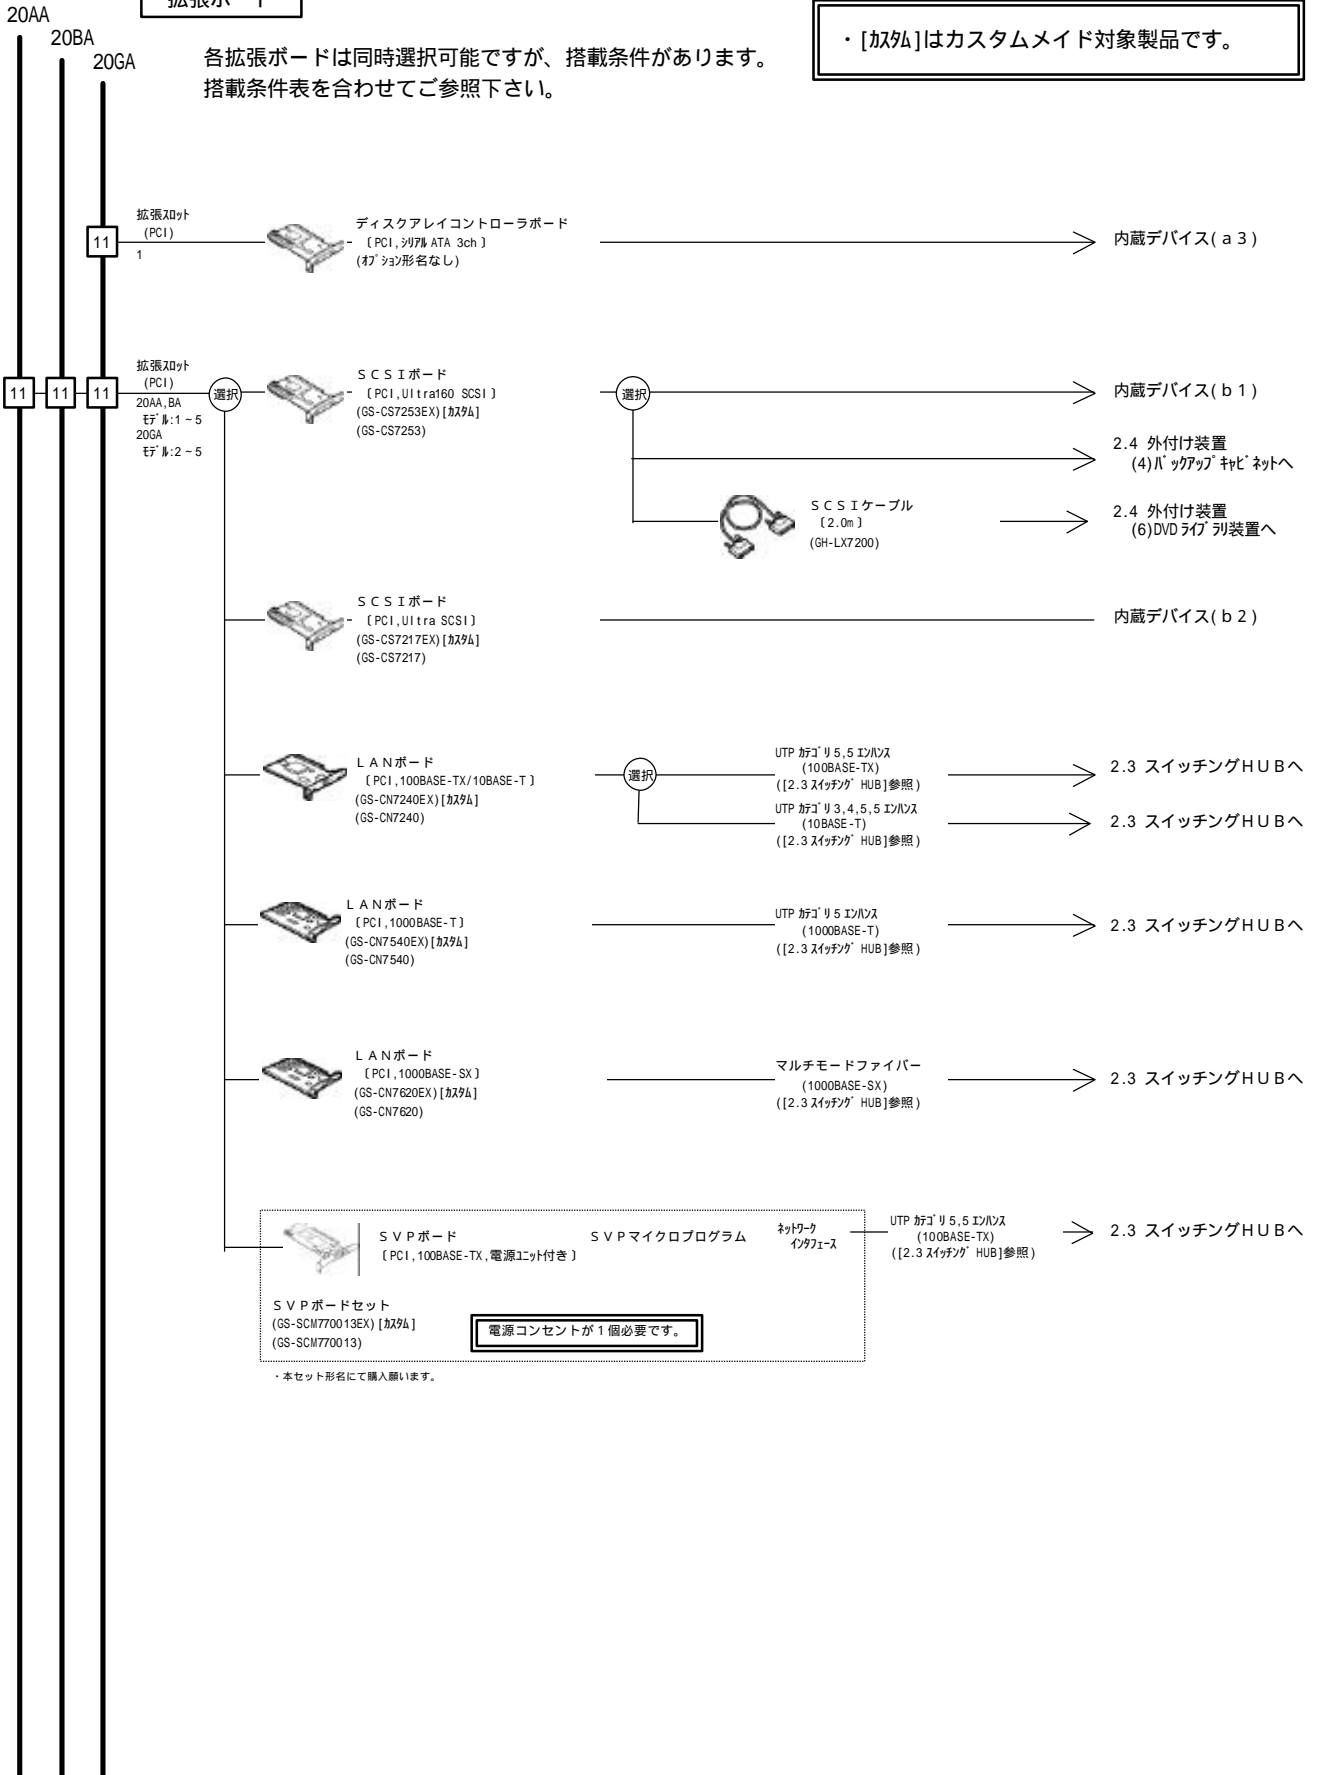 20AA
20BA
20GA
拡張ボード
各拡張ボードは同時選択可能ですが、搭載条件があります。
搭載条件表を合わせてご参照下さい。
・[ｶｽﾀﾑ]はカスタムメイド対象製品です。
11
拡張ｽﾛｯﾄ
(PCI)
1
ディスクアレイコントローラボード
〔PCI,ｼﾘｱﾙ ATA 3ch〕
(ｵﾌﾟｼｮﾝ形名なし)
内蔵デバイス(a3)
11
11
11
拡張ｽﾛｯﾄ
(PCI)
20AA,BA
ﾓﾃﾞﾙ:1~5
20GA
ﾓﾃﾞﾙ:2~5
選択
ＳＣＳＩボード
〔PCI,Ultra160 SCSI〕
(GS-CS7253EX)[ｶｽﾀﾑ]
(GS-CS7253)
選択
内蔵デバイス(b1)
2.4 外付け装置
(4)ﾊﾞｯｸｱｯﾌﾟｷｬﾋﾞﾈｯﾄへ
ＳＣＳＩケーブル
〔2.0m〕
(GH-LX7200)
2.4 外付け装置
(6)DVDﾗｲﾌﾞﾗﾘ装置へ
ＳＣＳＩボード
〔PCI,Ultra SCSI〕
(GS-CS7217EX)[ｶｽﾀﾑ]
(GS-CS7217)
内蔵デバイス(b2)
ＬＡＮボード
〔PCI,100BASE-TX/10BASE-T〕
(GS-CN7240EX)[ｶｽﾀﾑ]
(GS-CN7240)
選択
UTP ｶﾃｺﾞﾘ5,5ｴﾝﾊﾝｽ
(100BASE-TX)
([2.3ｽｲｯﾁﾝｸﾞHUB]参照)
2.3 スイッチングＨＵＢへ
UTP ｶﾃｺﾞﾘ3,4,5,5ｴﾝﾊﾝｽ
(10BASE-T)
([2.3ｽｲｯﾁﾝｸﾞHUB]参照)
2.3 スイッチングＨＵＢへ
ＬＡＮボード
〔PCI,1000BASE-T〕
(GS-CN7540EX)[ｶｽﾀﾑ]
(GS-CN7540)
UTP ｶﾃｺﾞﾘ5ｴﾝﾊﾝｽ
(1000BASE-T)
([2.3ｽｲｯﾁﾝｸﾞHUB]参照)
2.3 スイッチングＨＵＢへ
ＬＡＮボード
〔PCI,1000BASE-SX〕
(GS-CN7620EX)[ｶｽﾀﾑ]
(GS-CN7620)
マルチモードファイバー
(1000BASE-SX)
([2.3ｽｲｯﾁﾝｸﾞHUB]参照)
2.3 スイッチングＨＵＢへ
ＳＶＰボード
〔PCI,100BASE-TX,電源ﾕﾆｯﾄ付き〕
ＳＶＰマイクロプログラム
ﾈｯﾄﾜｰｸ
ｲﾝﾀﾌｪｰｽ
UTP ｶﾃｺﾞﾘ5,5ｴﾝﾊﾝｽ
(100BASE-TX)
([2.3ｽｲｯﾁﾝｸﾞHUB]参照)
2.3 スイッチングＨＵＢへ
ＳＶＰボードセット
(GS-SCM770013EX)[ｶｽﾀﾑ]
(GS-SCM770013)
電源コンセントが1個必要です。
・本セット形名にて購入願います。